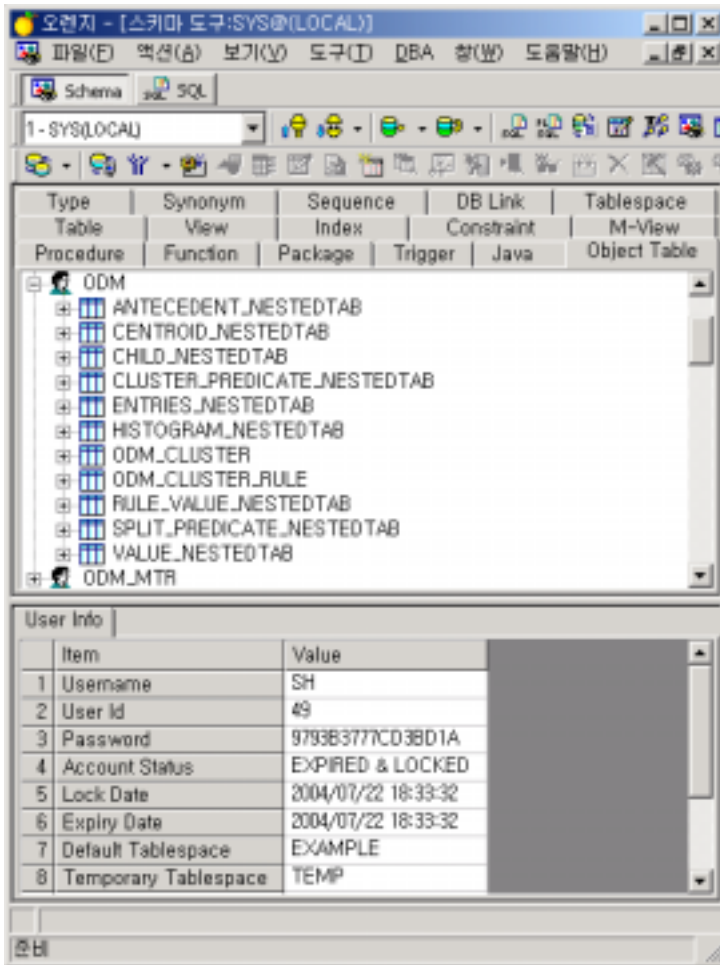 오렌지 - [스키마 도구:SYS@(LOCAL)]
파일(F) 액션(A) 보기(V) 도구(T) DBA 창(W) 도움말(H)
Schema SQL
1 - SYS(LOCAL)
Type Synonym Sequence DB Link Tablespace
Table View Index Constraint M-View
Procedure Function Package Trigger Java Object Table
ODM
ANTECEDENT_NESTEDTAB
CENTROID_NESTEDTAB
CHILD_NESTEDTAB
CLUSTER_PREDICATE_NESTEDTAB
ENTRIES_NESTEDTAB
HISTOGRAM_NESTEDTAB
ODM_CLUSTER
ODM_CLUSTER_RULE
RULE_VALUE_NESTEDTAB
SPLIT_PREDICATE_NESTEDTAB
VALUE_NESTEDTAB
ODM_MTR
User Info
Item Value
1 Username SH
2 User Id 49
3 Password 9793B3777CD3BD1A
4 Account Status EXPIRED & LOCKED
5 Lock Date 2004/07/22 18:33:32
6 Expiry Date 2004/07/22 18:33:32
7 Default Tablespace EXAMPLE
8 Temporary Tablespace TEMP
준비